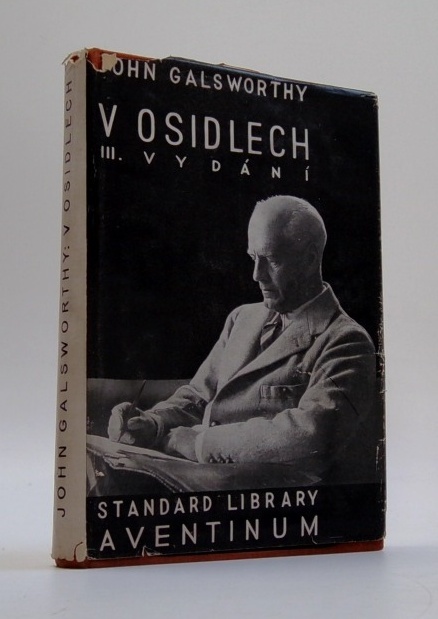 JOHN GALSWORTHY
V OSIDLECH
III. VYDÁNÍ
STANDARD LIBRARY
AVENTINUM
JOHN GALSWORTHY: V OSIDLECH